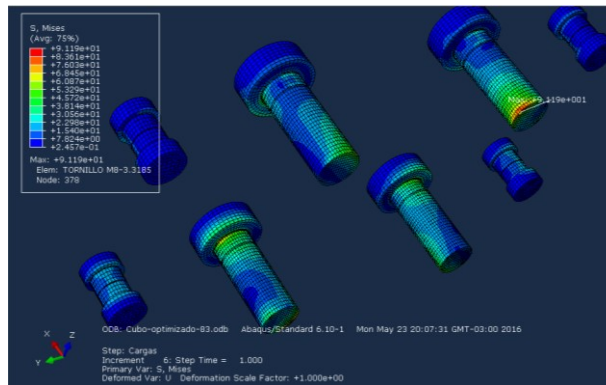 S, Mises
(Avg: 75%)
+9.119e+01
+8.361e+01
+7.603e+01
+6.845e+01
+6.087e+01
+5.329e+01
+4.572e+01
+3.814e+01
+3.056e+01
+2.298e+01
+1.540e+01
+7.824e+00
+2.457e-01
Max: +9.119e+01
Elem: TORNILLO M8-3.3185
Node: 378
Max: +9.119e+001
X
Z
Y
ODB: Cubo-optimizado-83.odb Abaqus/Standard 6.10-1 Mon May 23 20:07:31 GMT-03:00 2016
Step: Cargas
Increment 6: Step Time = 1.000
Primary Var: S, Mises
Deformed Var: U Deformation Scale Factor: +1.000e+00